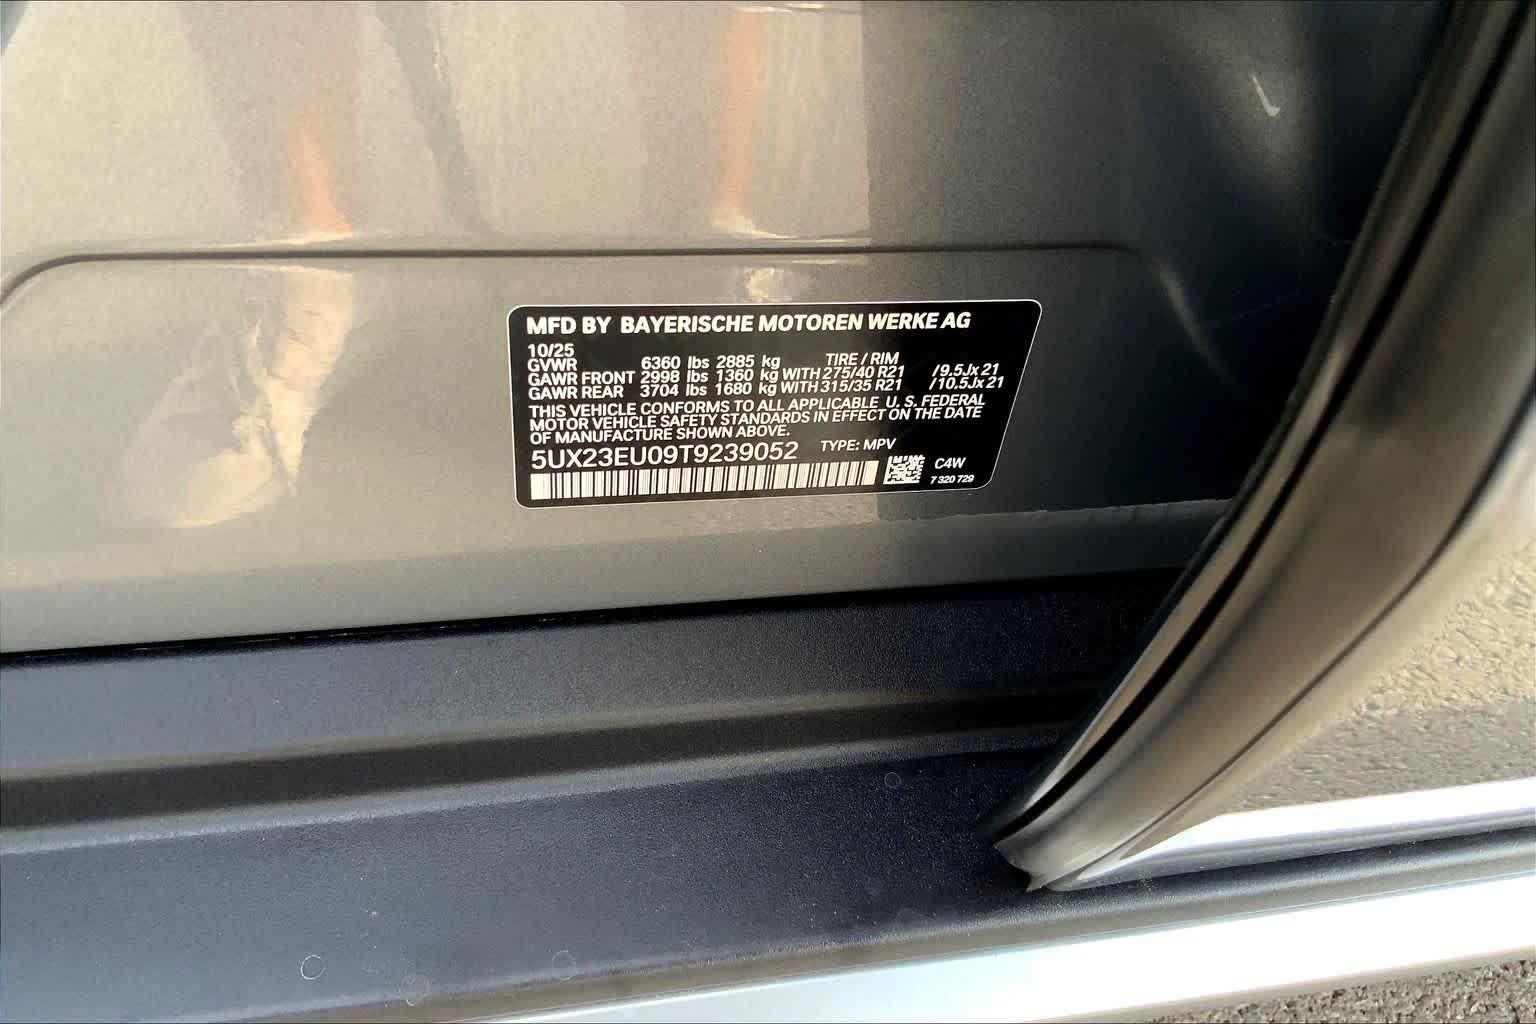 MFD BY BAYERISCHE MOTOREN WERKE AG
10/25 TIRE / RIM
GVWR 6360 lbs 2885 kg
GAWR FRONT 2998 lbs 1360 kg WITH 275/40 R21 /9.5Jx21
GAWR REAR 3704 lbs 1680 kg WITH 315/35 R21 /10.5Jx21
THIS VEHICLE CONFORMS TO ALL APPLICABLE U. S. FEDERAL
MOTOR VEHICLE SAFETY STANDARDS IN EFFECT ON THE DATE
OF MANUFACTURE SHOWN ABOVE.
TYPE: MPV
5UX23EU09T9239052
C4W
7 320 729